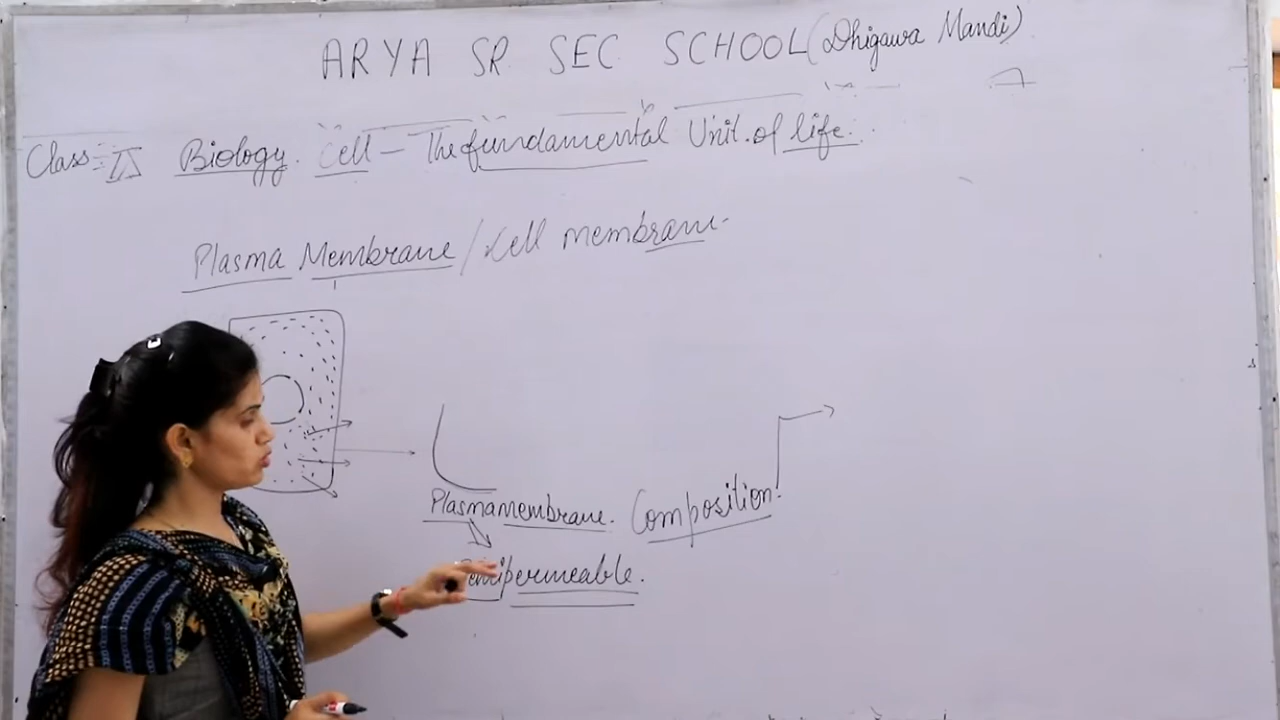 ARYA SR SEC SCHOOL (Dhigawa Mandi)
Class: IX Biology. Cell – The fundamental Unit of life.
Plasma Membrane / Cell membrane
Plasmamembrane. Composition
Semipermeable.